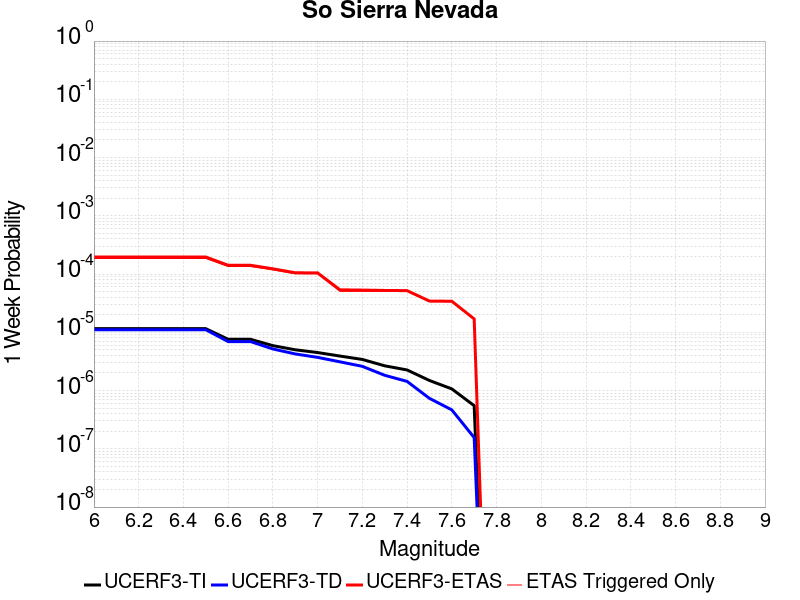 So Sierra Nevada
10^0
10^-1
10^-2
10^-3
10^-4
10^-5
10^-6
10^-7
10^-8
1 Week Probability
6 6.2 6.4 6.6 6.8 7 7.2 7.4 7.6 7.8 8 8.2 8.4 8.6 8.8 9
Magnitude
UCERF3-TI UCERF3-TD UCERF3-ETAS ETAS Triggered Only